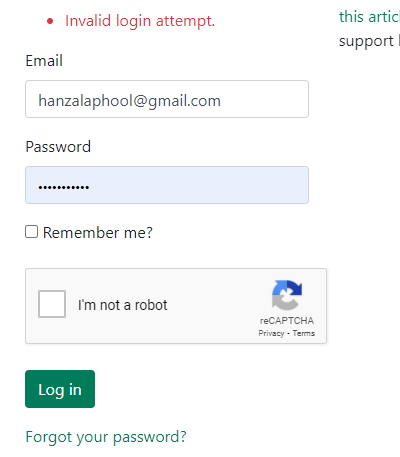 Invalid login attempt.
this artic
support
Email
hanzalaphool@gmail.com
Password
•••••••••••
Remember me?
I'm not a robot
reCAPTCHA
Privacy - Terms
Log in
Forgot your password?